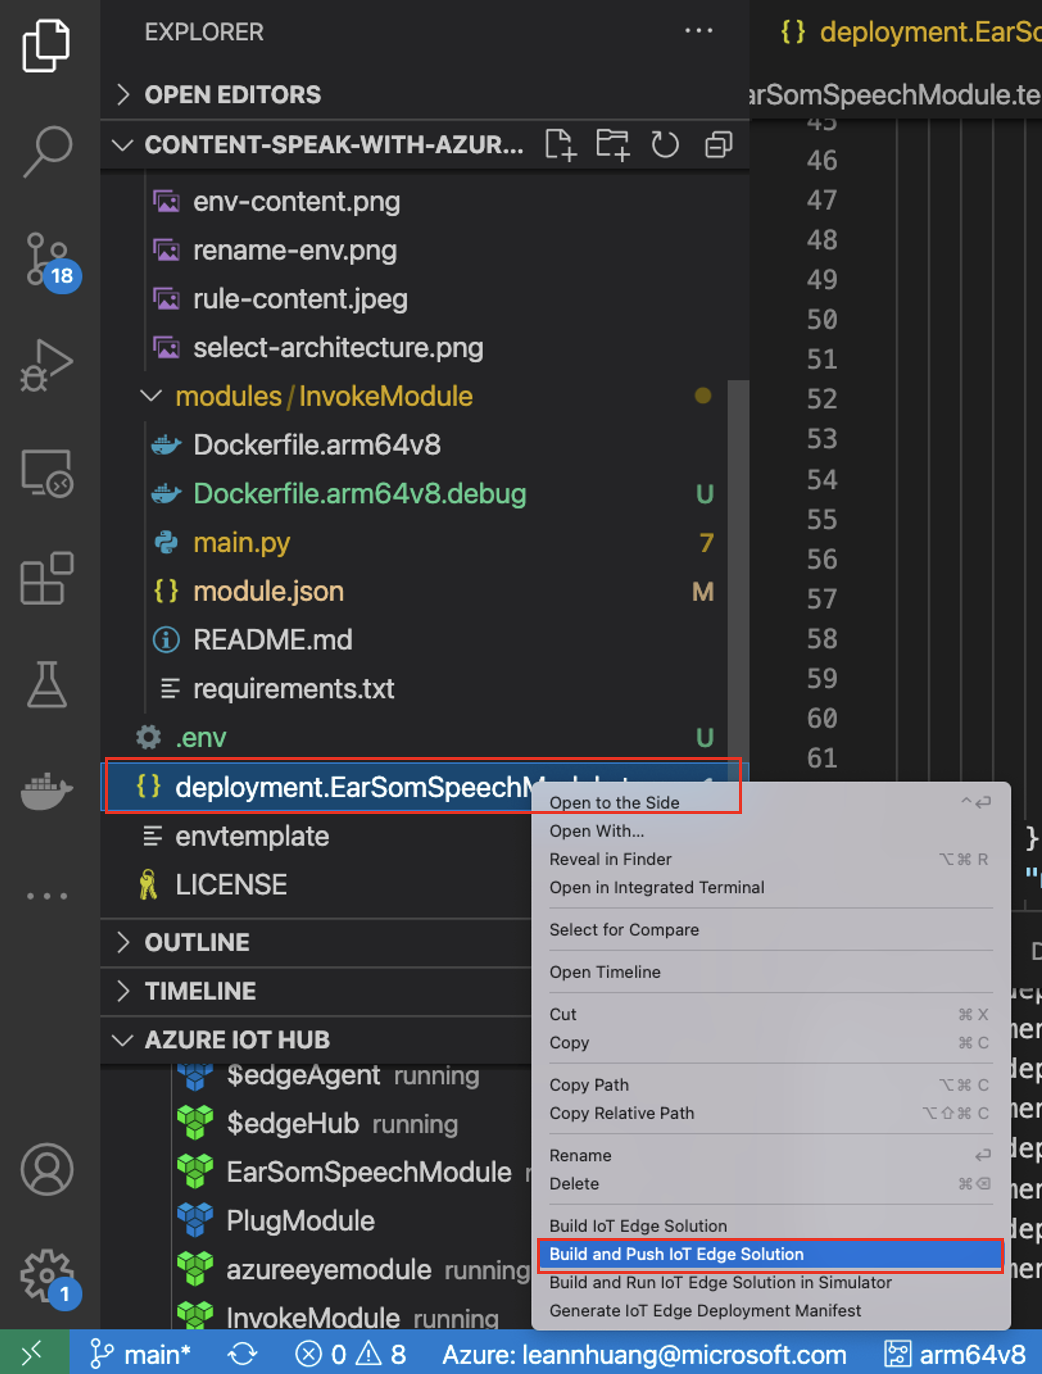 EXPLORER
deployment.EarSo
OPEN EDITORS
arSomSpeechModule.te
CONTENT-SPEAK-WITH-AZUR...
env-content.png
rename-env.png
rule-content.jpeg
select-architecture.png
modules/InvokeModule
Dockerfile.arm64v8
Dockerfile.arm64v8.debug U
main.py 7
module.json M
README.md
requirements.txt
.env U
deployment.EarSomSpeechM
envtemplate
LICENSE
OUTLINE
TIMELINE
AZURE IOT HUB
$edgeAgent running
$edgeHub running
EarSomSpeechModule
PlugModule
azureeyemodule running
InvokeModule running
18
1
45
46
47
48
49
50
51
52
53
54
55
56
57
58
59
60
61
}
Open to the Side ^⏎
Open With...
Reveal in Finder ⌥⌘ R
Open in Integrated Terminal
Select for Compare
Open Timeline
Cut ⌘ X
Copy ⌘ C
Copy Path ⌥⌘ C
Copy Relative Path ⌥⇧⌘ C
Rename ⏎
Delete ⌘⌫
Build IoT Edge Solution
Build and Push IoT Edge Solution
Build and Run IoT Edge Solution in Simulator
Generate IoT Edge Deployment Manifest
main* 0 8 Azure: leannhuang@microsoft.com arm64v8